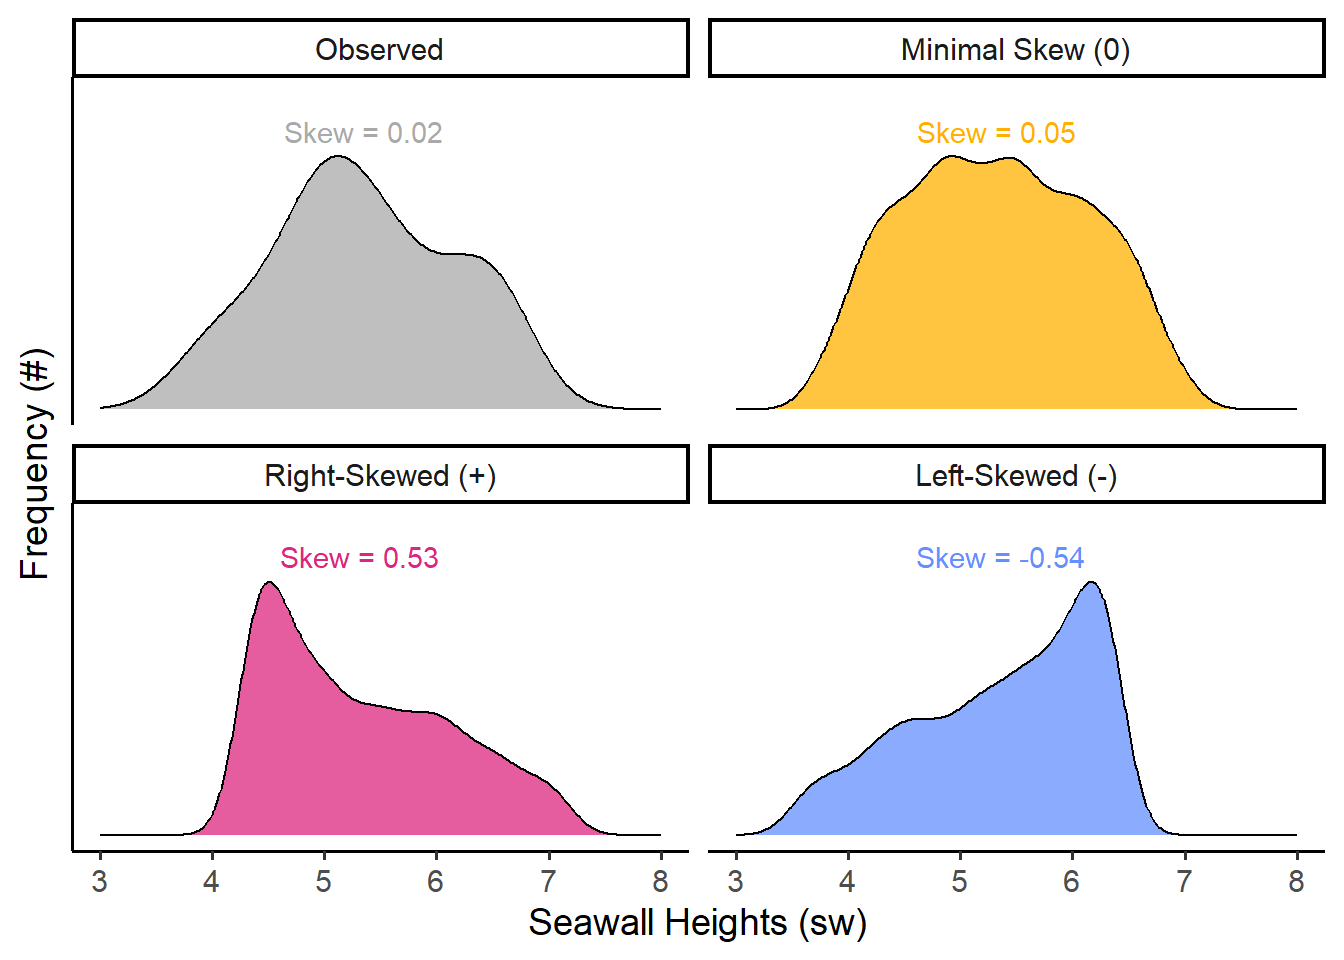 Observed
Minimal Skew (0)
Skew = 0.02
Skew = 0.05
Frequency (#)
Right-Skewed (+)
Left-Skewed (-)
Skew = 0.53
Skew = -0.54
3 4 5 6 7 8
3 4 5 6 7 8
Seawall Heights (sw)